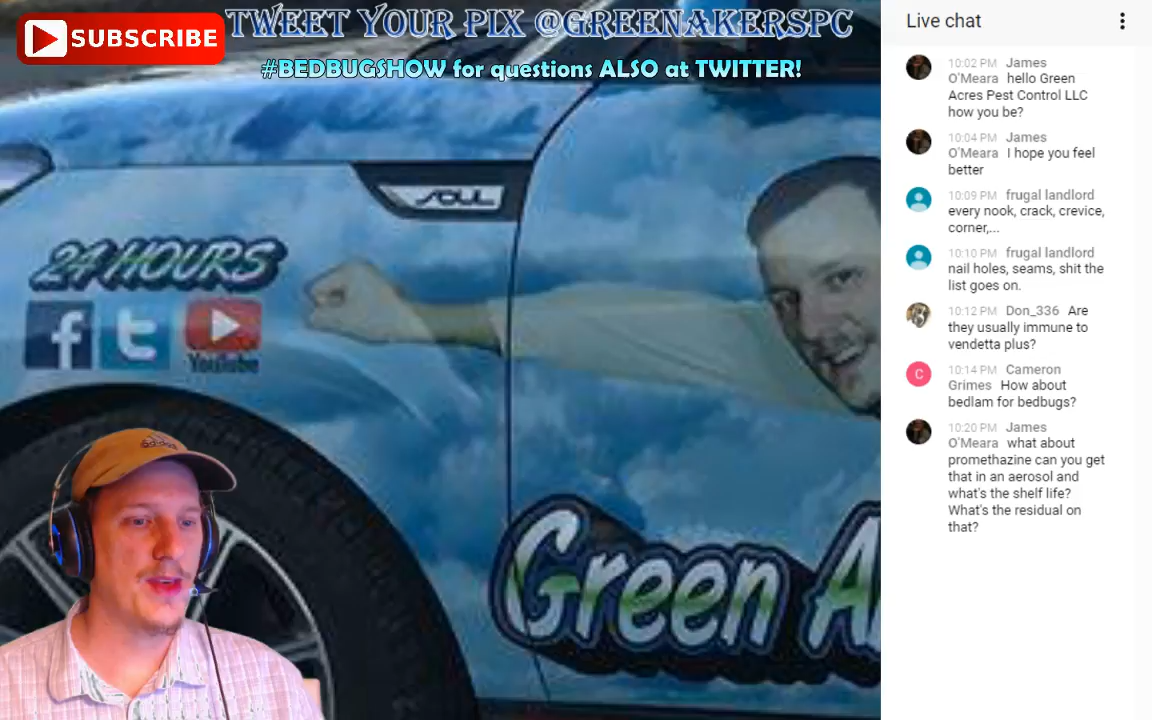 TWEET YOUR PIX @GREENAKERSPC
SUBSCRIBE
#BEDBUGSHOW for questions ALSO at TWITTER!
SOUL
24 HOURS
f t
YouTube
adidas
Green A
Live chat
10:02 PM James
O'Meara hello Green
Acres Pest Control LLC
how you be?
10:04 PM James
O'Meara I hope you feel
better
10:09 PM frugal landlord
every nook, crack, crevice,
corner,...
10:10 PM frugal landlord
nail holes, seams, shit the
list goes on.
10:12 PM Don_336 Are
they usually immune to
vendetta plus?
C
10:14 PM Cameron
Grimes How about
bedlam for bedbugs?
10:20 PM James
O'Meara what about
promethazine can you get
that in an aerosol and
what's the shelf life?
What's the residual on
that?